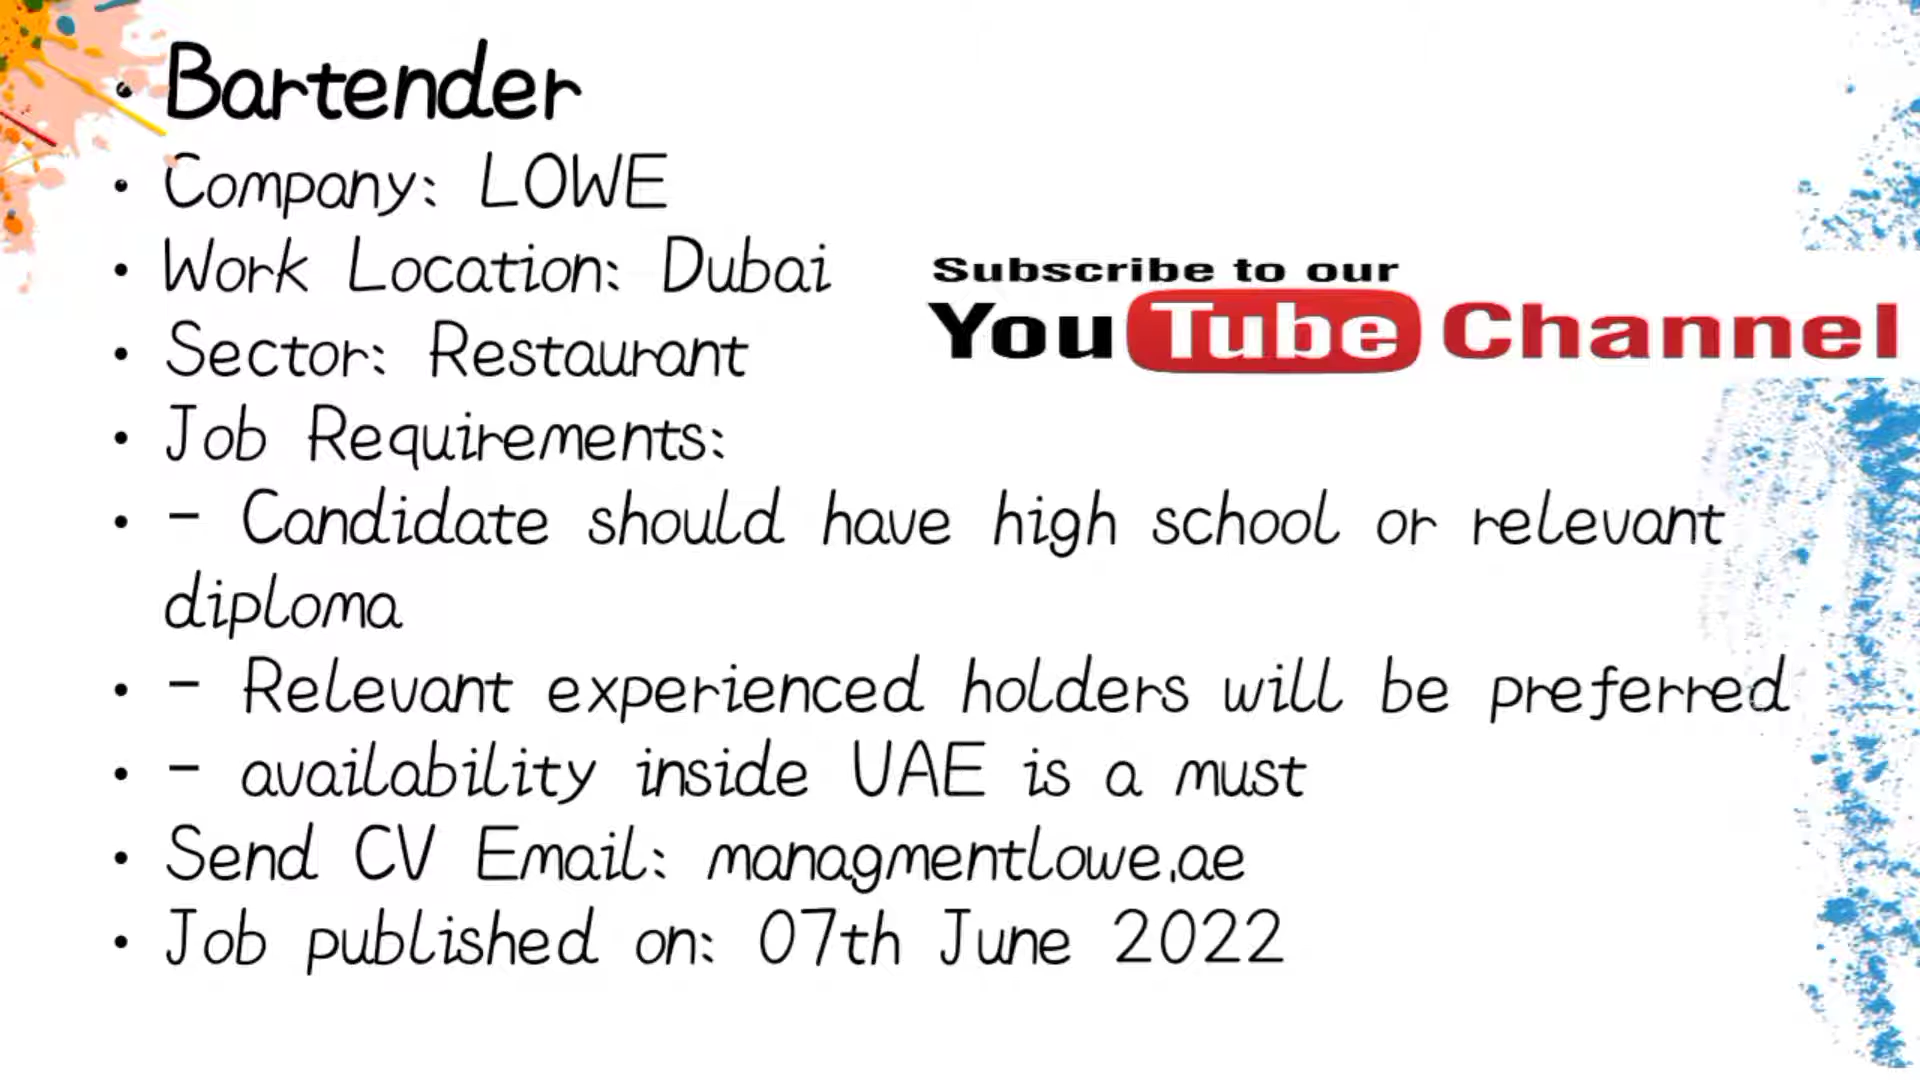 • Bartender
• Company: LOWE
• Work Location: Dubai
Subscribe to our
YouTube Channel
• Sector: Restaurant
• Job Requirements:
• - Candidate should have high school or relevant
diploma
• - Relevant experienced holders will be preferred
• - availability inside UAE is a must
• Send CV Email: managmentlowe.ae
• Job published on: 07th June 2022